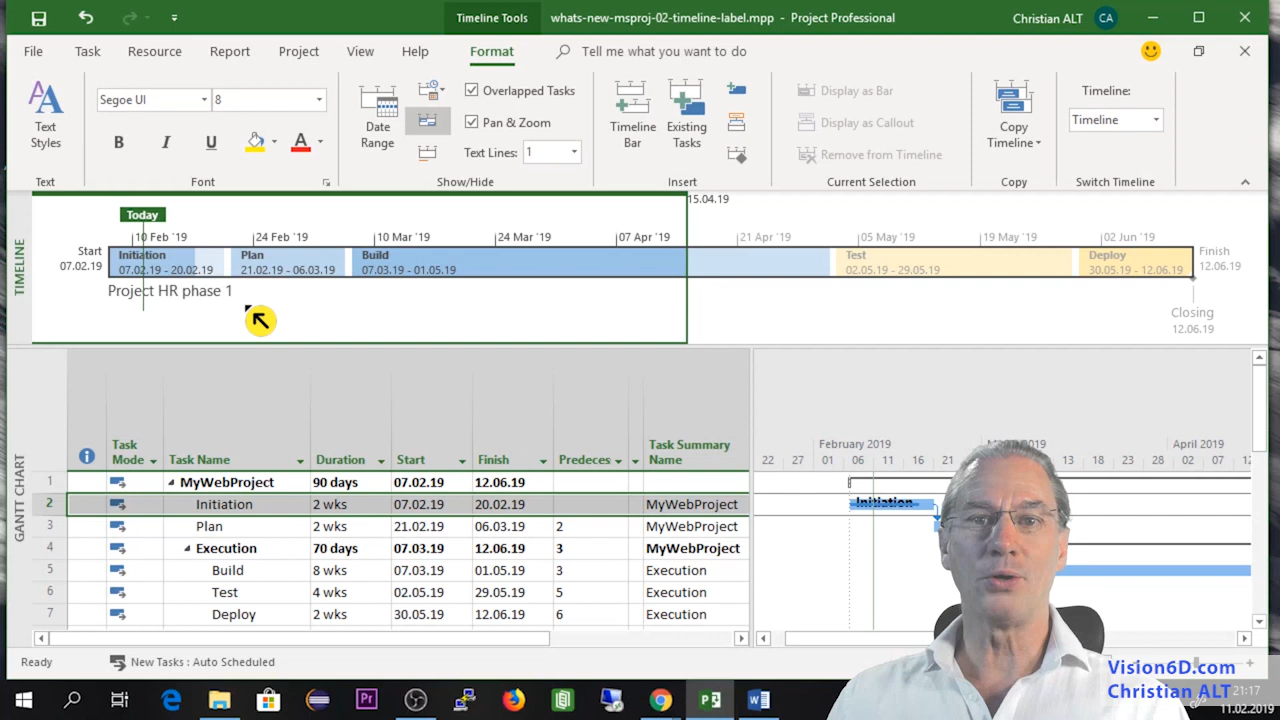 Timeline Tools
whats-new-msproj-02-timeline-label.mpp - Project Professional
Christian ALT
CA
File Task Resource Report Project View Help Format Tell me what you want to do
Text Styles
Text
Segoe UI
8
B I U A
Font
Date Range
Overlapped Tasks
Pan & Zoom
Text Lines: 1
Show/Hide
Timeline Bar
Existing Tasks
Insert
Display as Bar
Display as Callout
Remove from Timeline
Current Selection
Copy Timeline
Copy
Timeline:
Timeline
Switch Timeline
TIMELINE
15.04.19
Today
10 Feb '19 24 Feb '19 10 Mar '19 24 Mar '19 07 Apr '19 21 Apr '19 05 May '19 19 May '19 02 Jun '19
Start
07.02.19
Initiation
07.02.19 - 20.02.19
Plan
21.02.19 - 06.03.19
Build
07.03.19 - 01.05.19
Test
02.05.19 - 29.05.19
Deploy
30.05.19 - 12.06.19
Finish
12.06.19
Project HR phase 1
Closing
12.06.19
GANTT CHART
Task Mode Task Name Duration Start Finish Predeces Task Summary Name
1 MyWebProject 90 days 07.02.19 12.06.19
2 Initiation 2 wks 07.02.19 20.02.19 MyWebProject
3 Plan 2 wks 21.02.19 06.03.19 2 MyWebProject
4 Execution 70 days 07.03.19 12.06.19 3 MyWebProject
5 Build 8 wks 07.03.19 01.05.19 3 Execution
6 Test 4 wks 02.05.19 29.05.19 5 Execution
7 Deploy 2 wks 30.05.19 12.06.19 6 Execution
February 2019 2019 April 2019
22 27 01 06 11 16 21 13 18 23 28 02 07 12
Initiation
Ready New Tasks : Auto Scheduled
Vision6D.com
Christian ALT
21:17
11.02.2019